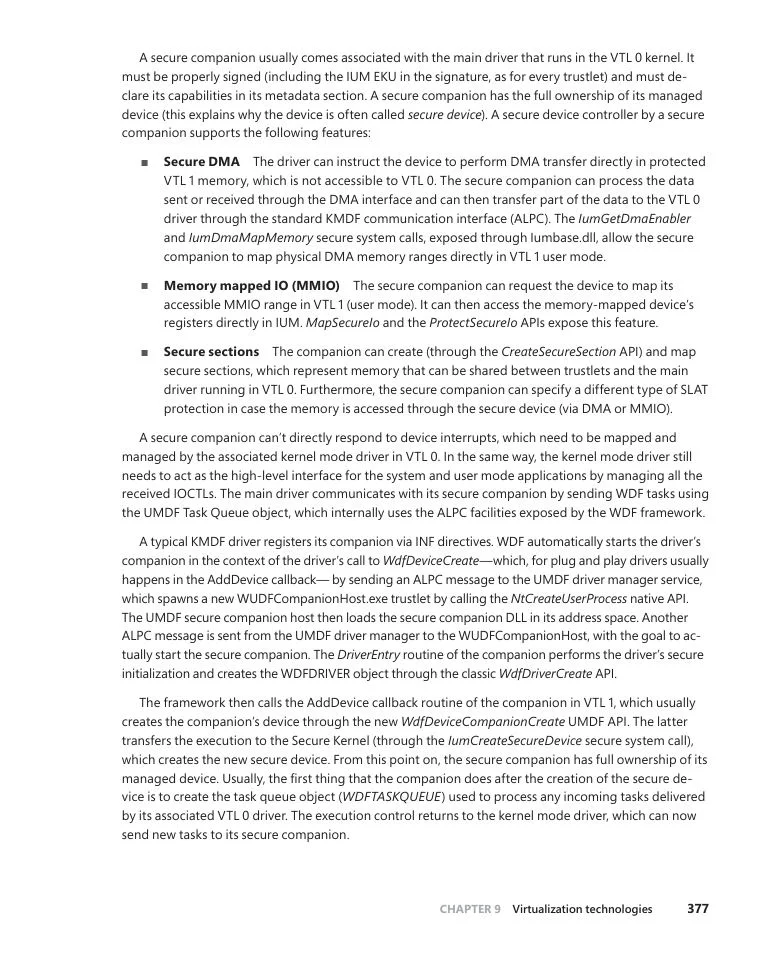 A secure companion usually comes associated with the main driver that runs in the VTL 0 kernel. It
must be properly signed (including the IUM EKU in the signature, as for every trustlet) and must de-
clare its capabilities in its metadata section. A secure companion has the full ownership of its managed
device (this explains why the device is often called secure device). A secure device controller by a secure
companion supports the following features:
■ Secure DMA The driver can instruct the device to perform DMA transfer directly in protected
VTL 1 memory, which is not accessible to VTL 0. The secure companion can process the data
sent or received through the DMA interface and can then transfer part of the data to the VTL 0
driver through the standard KMDF communication interface (ALPC). The IumGetDmaEnabler
and IumDmaMapMemory secure system calls, exposed through Iumbase.dll, allow the secure
companion to map physical DMA memory ranges directly in VTL 1 user mode.
■ Memory mapped IO (MMIO) The secure companion can request the device to map its
accessible MMIO range in VTL 1 (user mode). It can then access the memory-mapped device’s
registers directly in IUM. MapSecureIo and the ProtectSecureIo APIs expose this feature.
■ Secure sections The companion can create (through the CreateSecureSection API) and map
secure sections, which represent memory that can be shared between trustlets and the main
driver running in VTL 0. Furthermore, the secure companion can specify a different type of SLAT
protection in case the memory is accessed through the secure device (via DMA or MMIO).
A secure companion can’t directly respond to device interrupts, which need to be mapped and
managed by the associated kernel mode driver in VTL 0. In the same way, the kernel mode driver still
needs to act as the high-level interface for the system and user mode applications by managing all the
received IOCTLs. The main driver communicates with its secure companion by sending WDF tasks using
the UMDF Task Queue object, which internally uses the ALPC facilities exposed by the WDF framework.
A typical KMDF driver registers its companion via INF directives. WDF automatically starts the driver’s
companion in the context of the driver’s call to WdfDeviceCreate—which, for plug and play drivers usually
happens in the AddDevice callback— by sending an ALPC message to the UMDF driver manager service,
which spawns a new WUDFCompanionHost.exe trustlet by calling the NtCreateUserProcess native API.
The UMDF secure companion host then loads the secure companion DLL in its address space. Another
ALPC message is sent from the UMDF driver manager to the WUDFCompanionHost, with the goal to ac-
tually start the secure companion. The DriverEntry routine of the companion performs the driver’s secure
initialization and creates the WDFDRIVER object through the classic WdfDriverCreate API.
The framework then calls the AddDevice callback routine of the companion in VTL 1, which usually
creates the companion’s device through the new WdfDeviceCompanionCreate UMDF API. The latter
transfers the execution to the Secure Kernel (through the IumCreateSecureDevice secure system call),
which creates the new secure device. From this point on, the secure companion has full ownership of its
managed device. Usually, the first thing that the companion does after the creation of the secure de-
vice is to create the task queue object (WDFTASKQUEUE) used to process any incoming tasks delivered
by its associated VTL 0 driver. The execution control returns to the kernel mode driver, which can now
send new tasks to its secure companion.
CHAPTER 9 Virtualization technologies 377